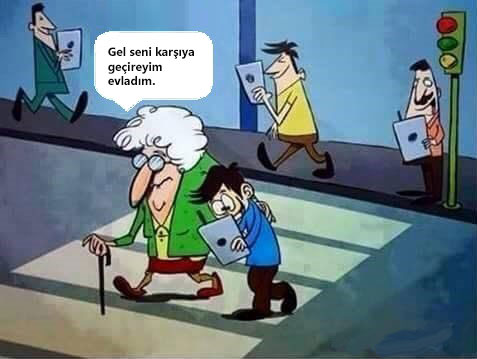 Gel seni karşıya
geçireyim
evladım.